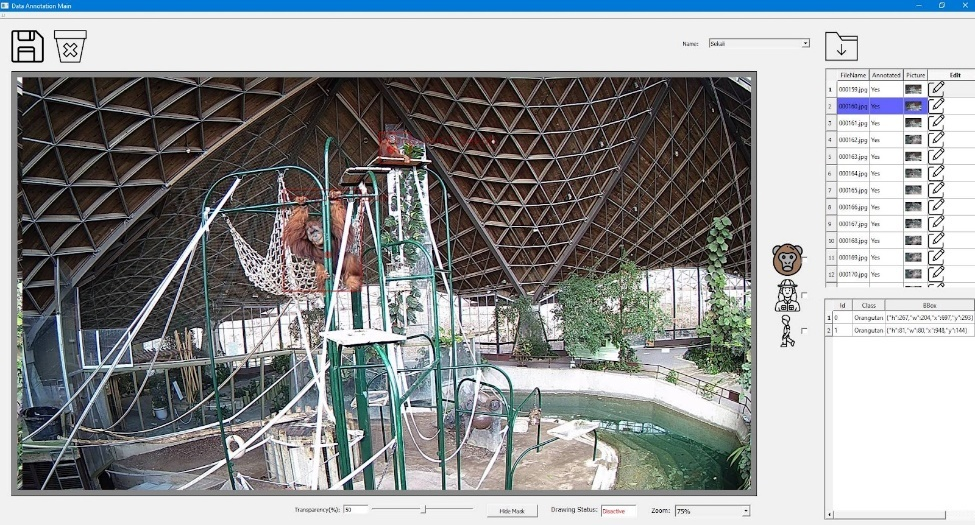 Data Annotation Main
Name: Sekali
FileName Annotated Picture Edit
1 000159.jpg Yes
2 000160.jpg Yes
3 000161.jpg Yes
4 000162.jpg Yes
5 000163.jpg Yes
6 000164.jpg Yes
7 000165.jpg Yes
8 000166.jpg Yes
9 000167.jpg Yes
10 000168.jpg Yes
11 000169.jpg Yes
12 000170.jpg Yes
Id Class BBox
1 0 Orangutan {"h":267,"w":204,"x":697,"y":293}
2 1 Orangutan {"h":81,"w":80,"x":948,"y":144}
Transparency(%): 50 Hide Mask Drawing Status: Disactive Zoom: 75%